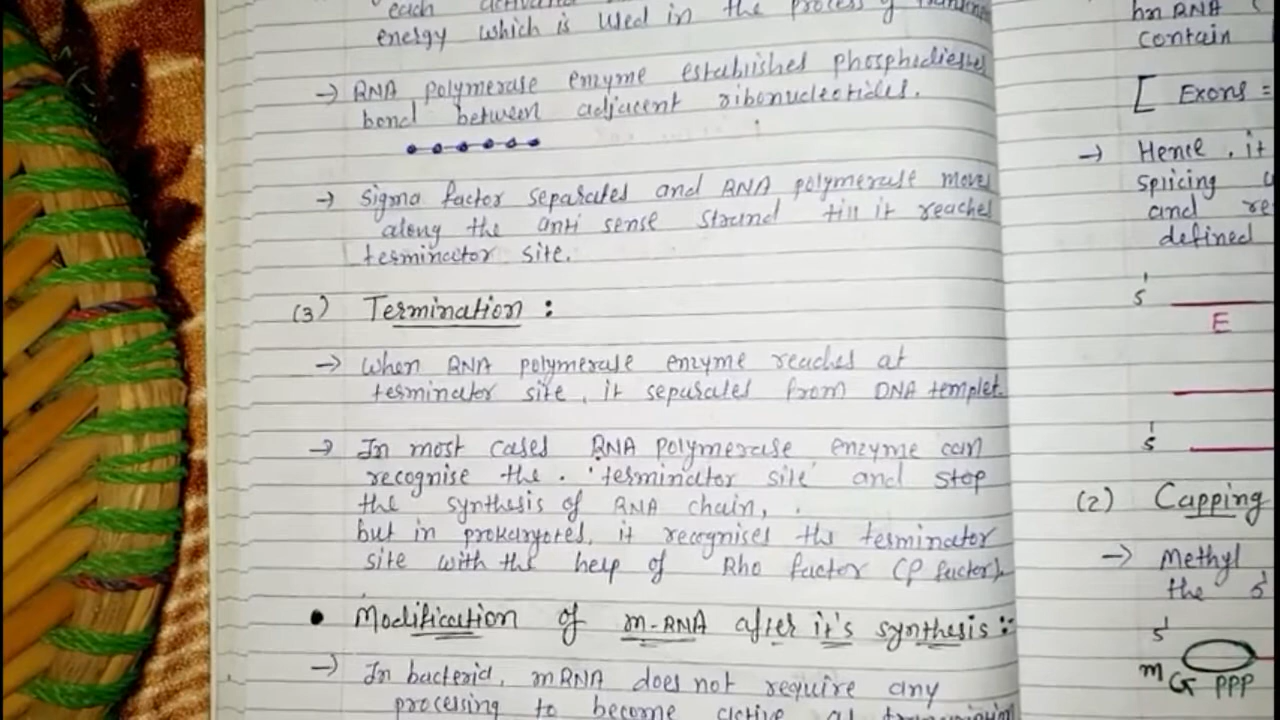 each
energy which is used in the process of
→ RNA polymerase enzyme established phosphodiester
bond between adjacent ribonucleotides.
→ Sigma factor separates and RNA polymerase moves
along the anti sense strand till it reaches
terminator site.
(3) Termination :
→ When RNA polymerase enzyme reaches at
terminator site, it separates from DNA templet.
→ In most cases RNA polymerase enzyme can
recognise the 'terminator site' and stop
the synthesis of RNA chain,
but in prokaryotes, it recognises the terminator
site with the help of Rho factor (ρ factor).
• Modification of m-RNA after it's synthesis :-
→ In bacteria, mRNA does not require any
processing to become active
hn RNA (
contain
[ Exons =
→ Hence, it
splicing
and
defined
5'
E
5'
(2) Capping
→ Methyl
the 5'
5'
mG PPP